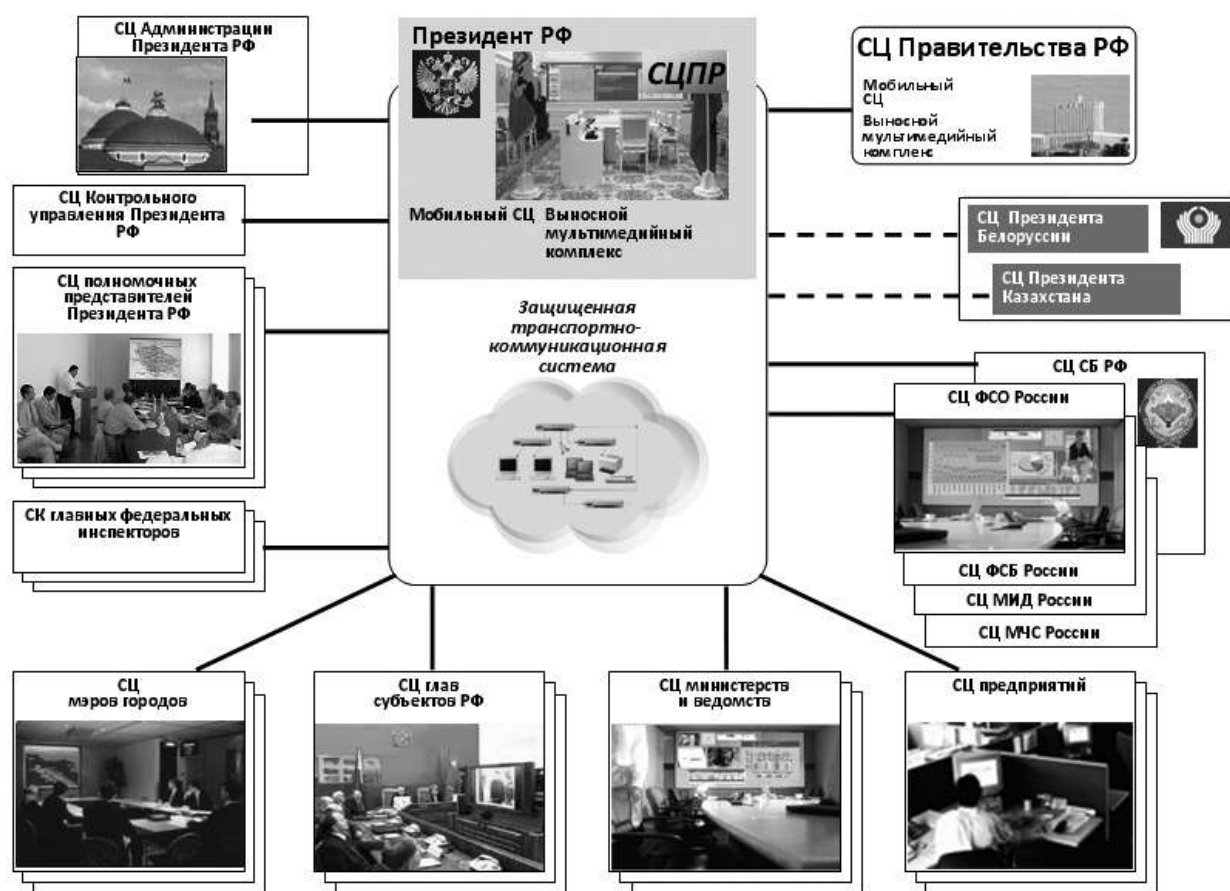 СЦ Администрации
Президента РФ
Президент РФ
СЦПР
Мобильный СЦ
Выносной
мультимедийный
комплекс
СЦ Правительства РФ
Мобильный
СЦ
Выносной
мультимедийный
комплекс
СЦ Контрольного
управления Президента
РФ
СЦ Президента
Белоруссии
СЦ Президента
Казахстана
СЦ полномочных
представителей
Президента РФ
Защищенная
транспортно-
коммуникационная
система
СЦ СБ РФ
СЦ ФСО России
СЦ ФСБ России
СЦ МИД России
СЦ МЧС России
СК главных федеральных
инспекторов
СЦ
мэров городов
СЦ глав
субъектов РФ
СЦ министерств
и ведомств
СЦ предприятий